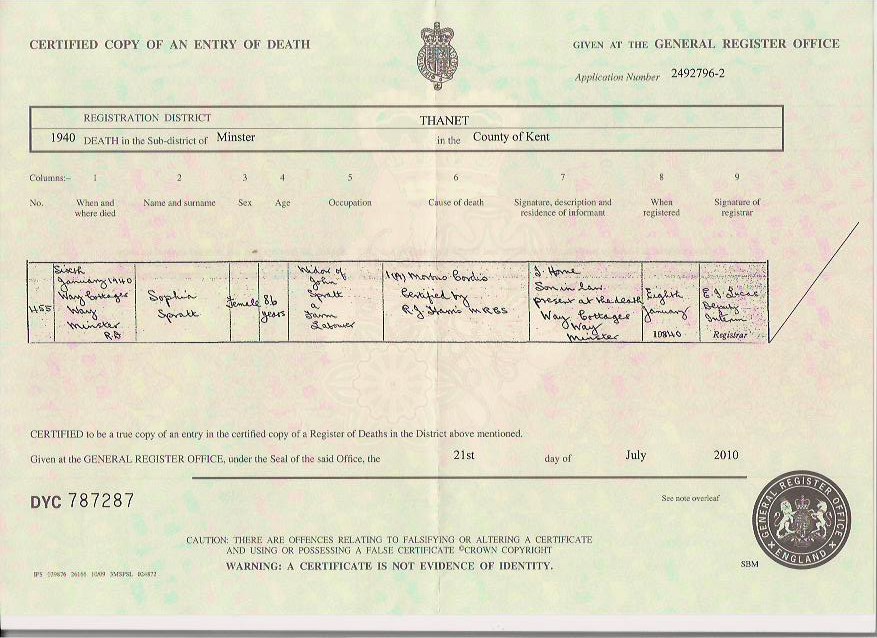 CERTIFIED COPY OF AN ENTRY OF DEATH
GIVEN AT THE GENERAL REGISTER OFFICE
Application Number 2492796-2
REGISTRATION DISTRICT THANET
1940 DEATH in the Sub-district of Minster in the County of Kent
Columns:- 1 2 3 4 5 6 7 8 9
No. When and where died Name and surname Sex Age Occupation Cause of death Signature, description and residence of informant When registered Signature of registrar
455
Sixth
January 1940
Way Cottages
Way
Minster
R.D
Sophia
Spratt
Female
86
years
Widow of
John
Spratt
a
Farm
Labourer
1(A) Morbus Cordis
Certified by
R.J. Harris MRCS
J. Horne
Son in law
present at the death
Way Cottages
Way
Minster
Eighth
January
1940
Deputy
Interim
Registrar
CERTIFIED to be a true copy of an entry in the certified copy of a Register of Deaths in the District above mentioned.
Given at the GENERAL REGISTER OFFICE, under the Seal of the said Office, the 21st day of July 2010
DYC 787287
See note overleaf
CAUTION: THERE ARE OFFENCES RELATING TO FALSIFYING OR ALTERING A CERTIFICATE
AND USING OR POSSESSING A FALSE CERTIFICATE ©CROWN COPYRIGHT
WARNING: A CERTIFICATE IS NOT EVIDENCE OF IDENTITY.
GENERAL REGISTER OFFICE
ENGLAND
SBM